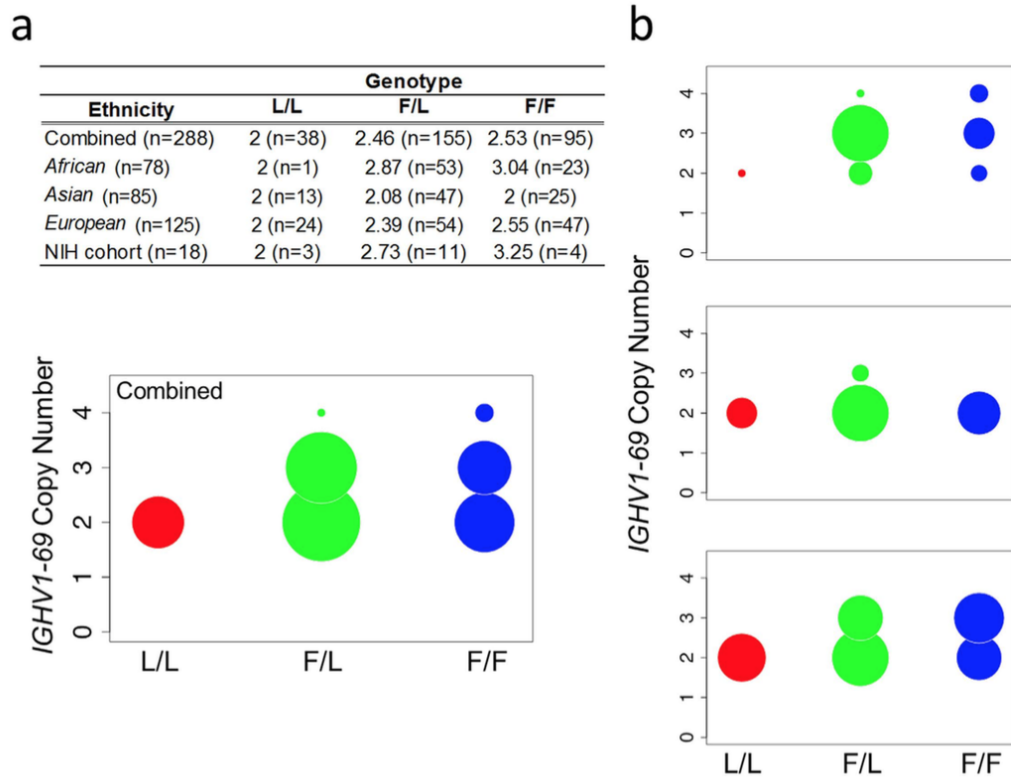 a
Genotype
Ethnicity L/L F/L F/F
Combined (n=288) 2 (n=38) 2.46 (n=155) 2.53 (n=95)
African (n=78) 2 (n=1) 2.87 (n=53) 3.04 (n=23)
Asian (n=85) 2 (n=13) 2.08 (n=47) 2 (n=25)
European (n=125) 2 (n=24) 2.39 (n=54) 2.55 (n=47)
NIH cohort (n=18) 2 (n=3) 2.73 (n=11) 3.25 (n=4)
Combined
IGHV1-69 Copy Number
4
3
2
1
0
L/L F/L F/F
b
IGHV1-69 Copy Number
4
3
2
1
0
4
3
2
1
0
4
3
2
1
0
L/L F/L F/F